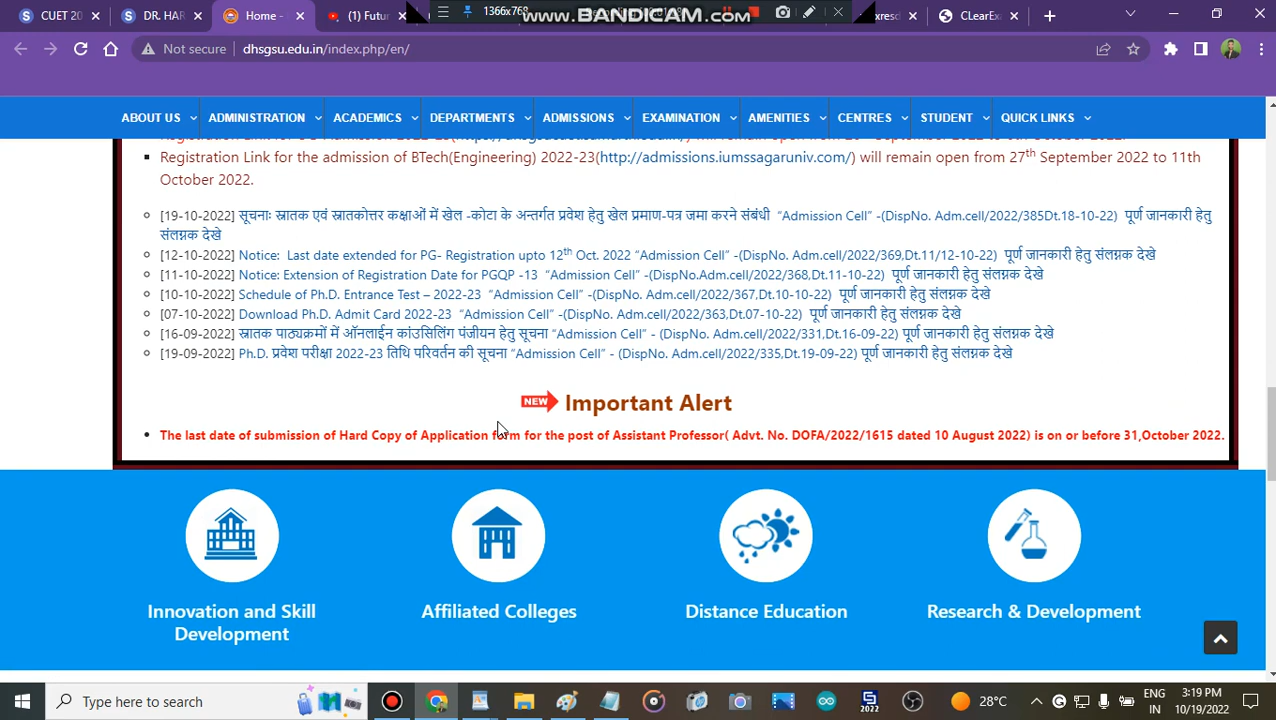 CUET 20
DR. HAR
Home -
(1) Futur
1366x768
www.BANDICAM.com
xresd
CLearExa
Not secure
dhsgsu.edu.in/index.php/en/
ABOUT US ADMINISTRATION ACADEMICS DEPARTMENTS ADMISSIONS EXAMINATION AMENITIES CENTRES STUDENT QUICK LINKS
Registration Link for the admission of BTech(Engineering) 2022-23(http://admissions.iumssagaruniv.com/) will remain open from 27th September 2022 to 11th
October 2022.
[19-10-2022] सूचनाः स्नातक एवं स्नातकोत्तर कक्षाओं में खेल -कोटा के अन्तर्गत प्रवेश हेतु खेल प्रमाण-पत्र जमा करने संबंधी “Admission Cell” -(DispNo. Adm.cell/2022/385Dt.18-10-22) पूर्ण जानकारी हेतु
संलग्नक देखे
[12-10-2022] Notice: Last date extended for PG- Registration upto 12th Oct. 2022 “Admission Cell” -(DispNo. Adm.cell/2022/369,Dt.11/12-10-22) पूर्ण जानकारी हेतु संलग्नक देखे
[11-10-2022] Notice: Extension of Registration Date for PGQP -13 “Admission Cell” -(DispNo.Adm.cell/2022/368,Dt.11-10-22) पूर्ण जानकारी हेतु संलग्नक देखे
[10-10-2022] Schedule of Ph.D. Entrance Test – 2022-23 “Admission Cell” -(DispNo. Adm.cell/2022/367,Dt.10-10-22) पूर्ण जानकारी हेतु संलग्नक देखे
[07-10-2022] Download Ph.D. Admit Card 2022-23 “Admission Cell” -(DispNo. Adm.cell/2022/363,Dt.07-10-22) पूर्ण जानकारी हेतु संलग्नक देखे
[16-09-2022] स्नातक पाठ्यक्रमों में ऑनलाईन कांउसिलिंग पंजीयन हेतु सूचना “Admission Cell” - (DispNo. Adm.cell/2022/331,Dt.16-09-22) पूर्ण जानकारी हेतु संलग्नक देखे
[19-09-2022] Ph.D. प्रवेश परीक्षा 2022-23 तिथि परिवर्तन की सूचना “Admission Cell” - (DispNo. Adm.cell/2022/335,Dt.19-09-22) पूर्ण जानकारी हेतु संलग्नक देखे
NEW Important Alert
The last date of submission of Hard Copy of Application form for the post of Assistant Professor( Advt. No. DOFA/2022/1615 dated 10 August 2022) is on or before 31,October 2022.
Innovation and Skill
Development
Affiliated Colleges
Distance Education
Research & Development
Type here to search
2022
28°C
ENG
IN
3:19 PM
10/19/2022